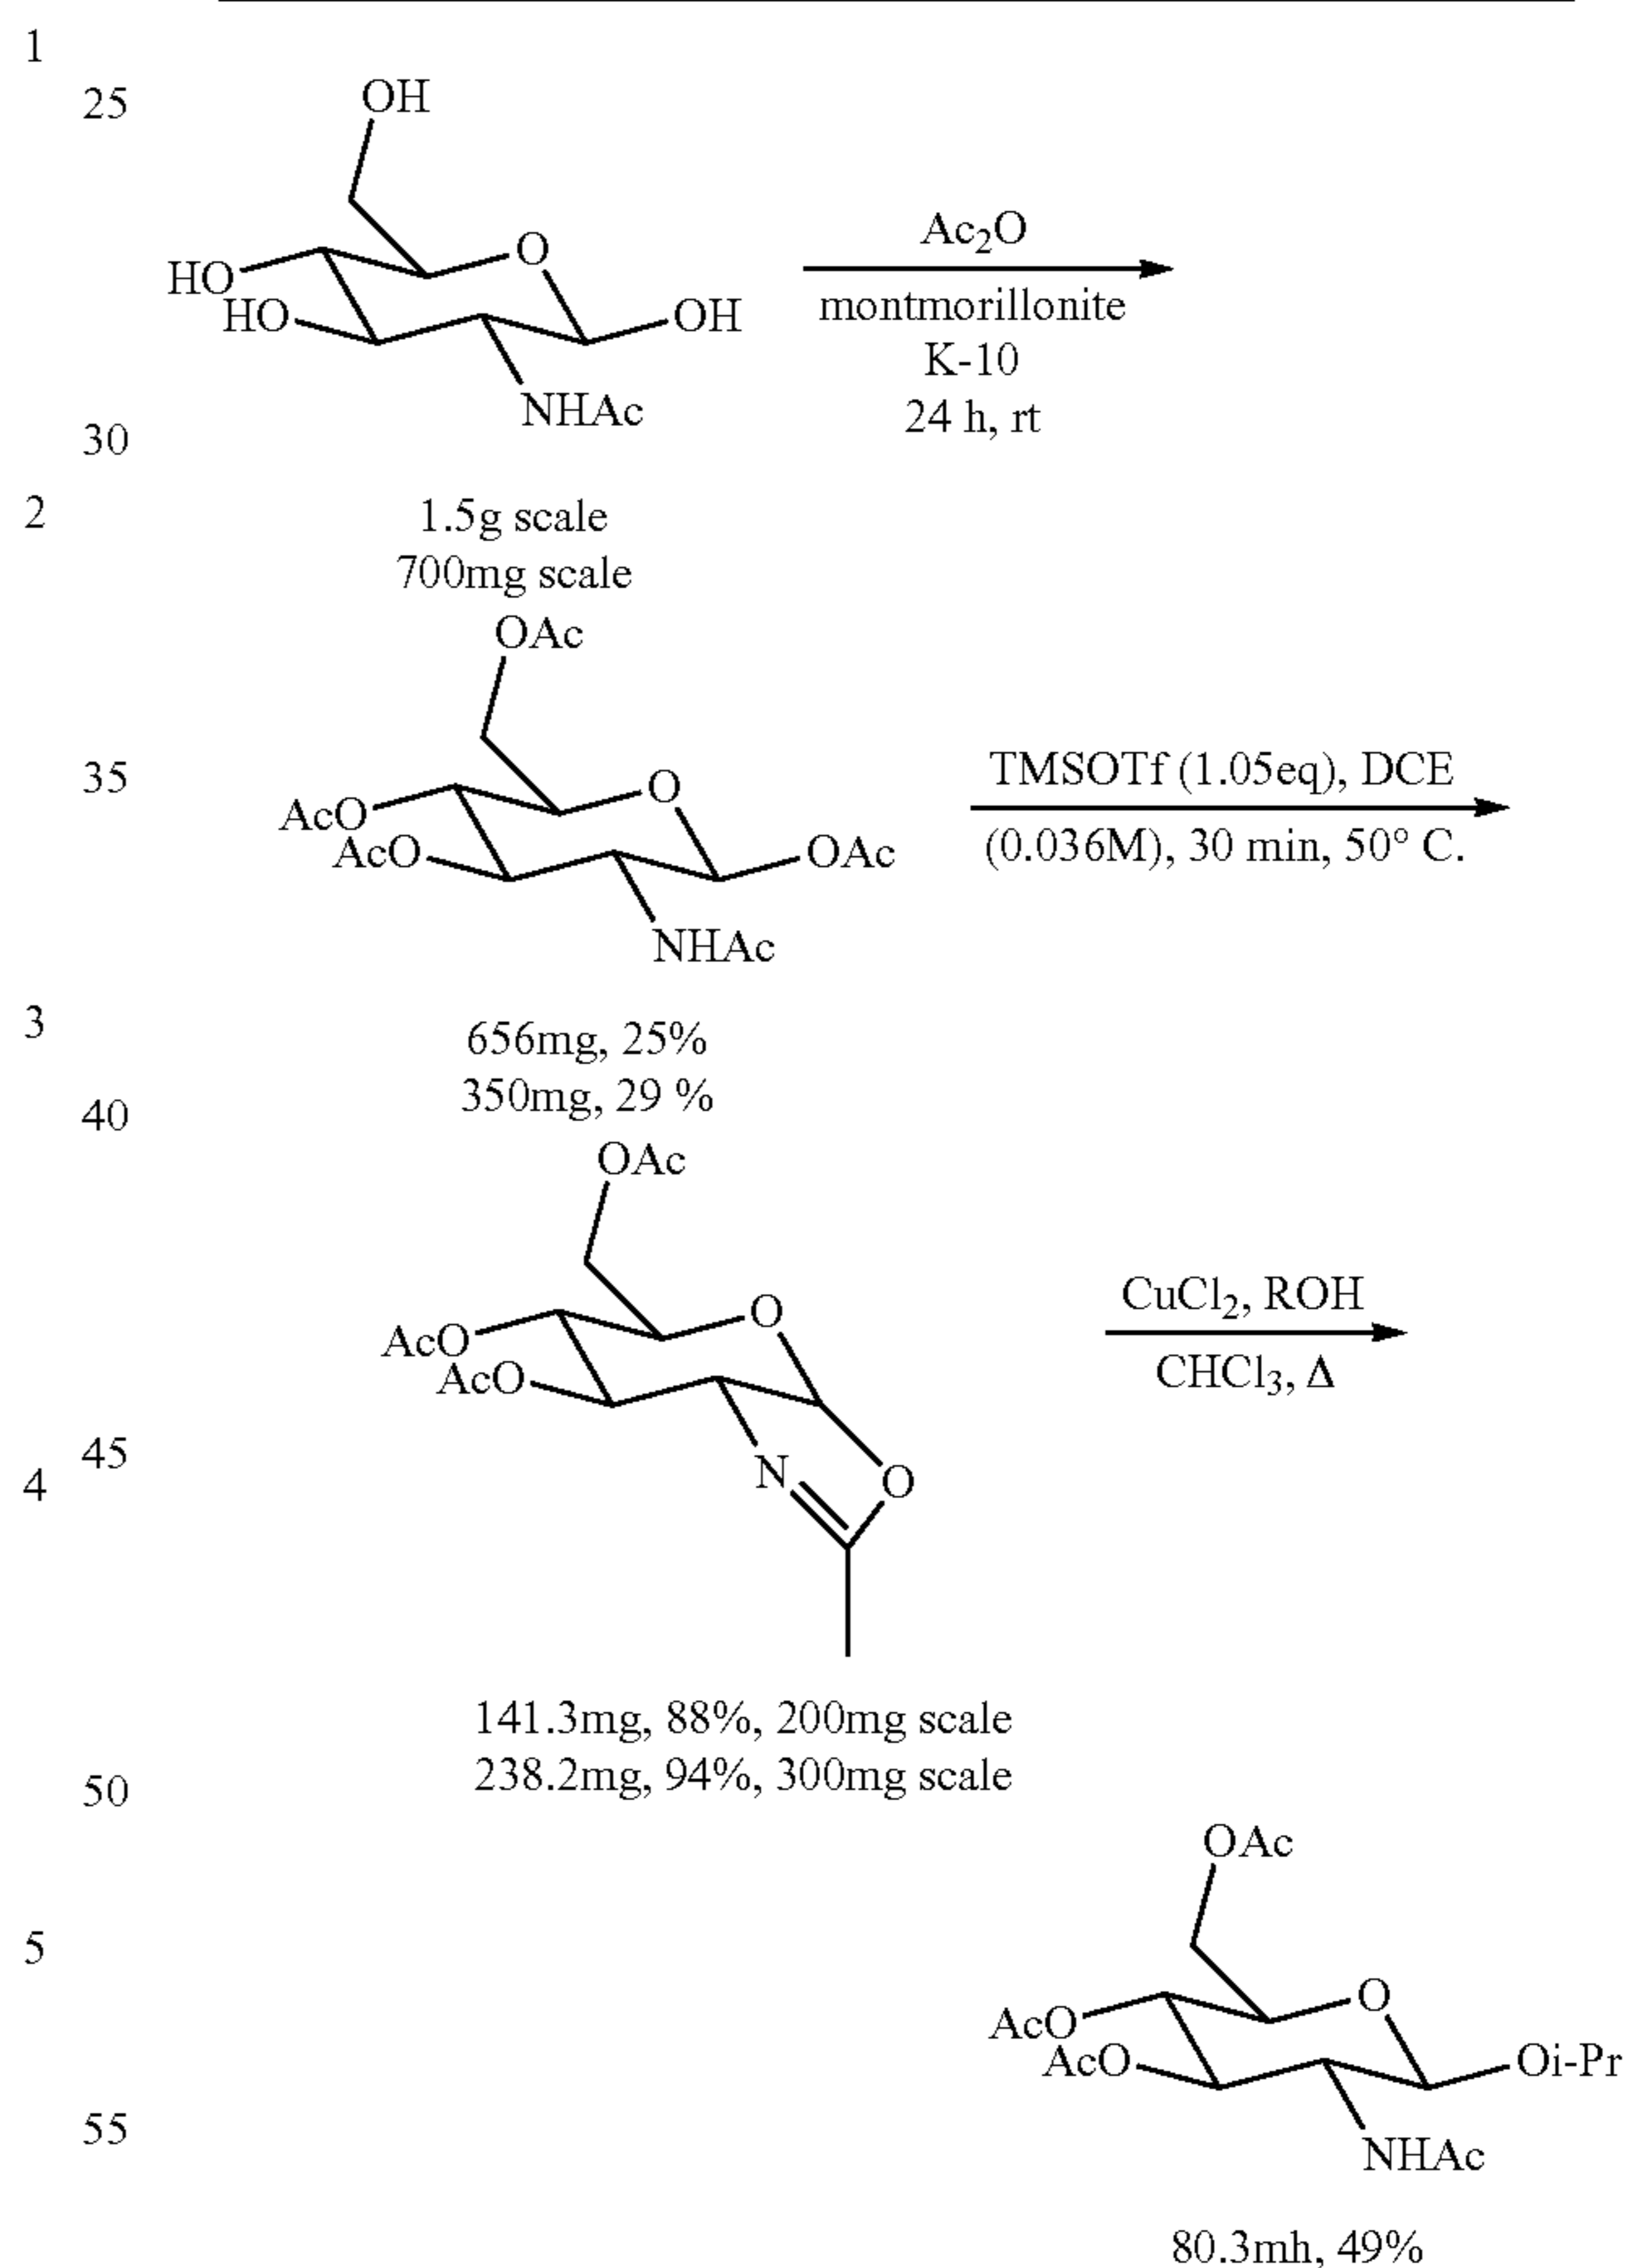 1
25
OH
O
Ac2O
HO
HO
OH
montmorillonite
K-10
NHAc
24 h, rt
30
2
1.5g scale
700mg scale
OAc
35
O
TMSOTf (1.05eq), DCE
AcO
AcO
OAc
(0.036M), 30 min, 50° C.
NHAc
3
656mg, 25%
350mg, 29 %
40
OAc
O
CuCl2, ROH
AcO
AcO
CHCl3, Δ
45
4
N
O
141.3mg, 88%, 200mg scale
238.2mg, 94%, 300mg scale
50
OAc
5
O
AcO
AcO
Oi-Pr
55
NHAc
80.3mh, 49%